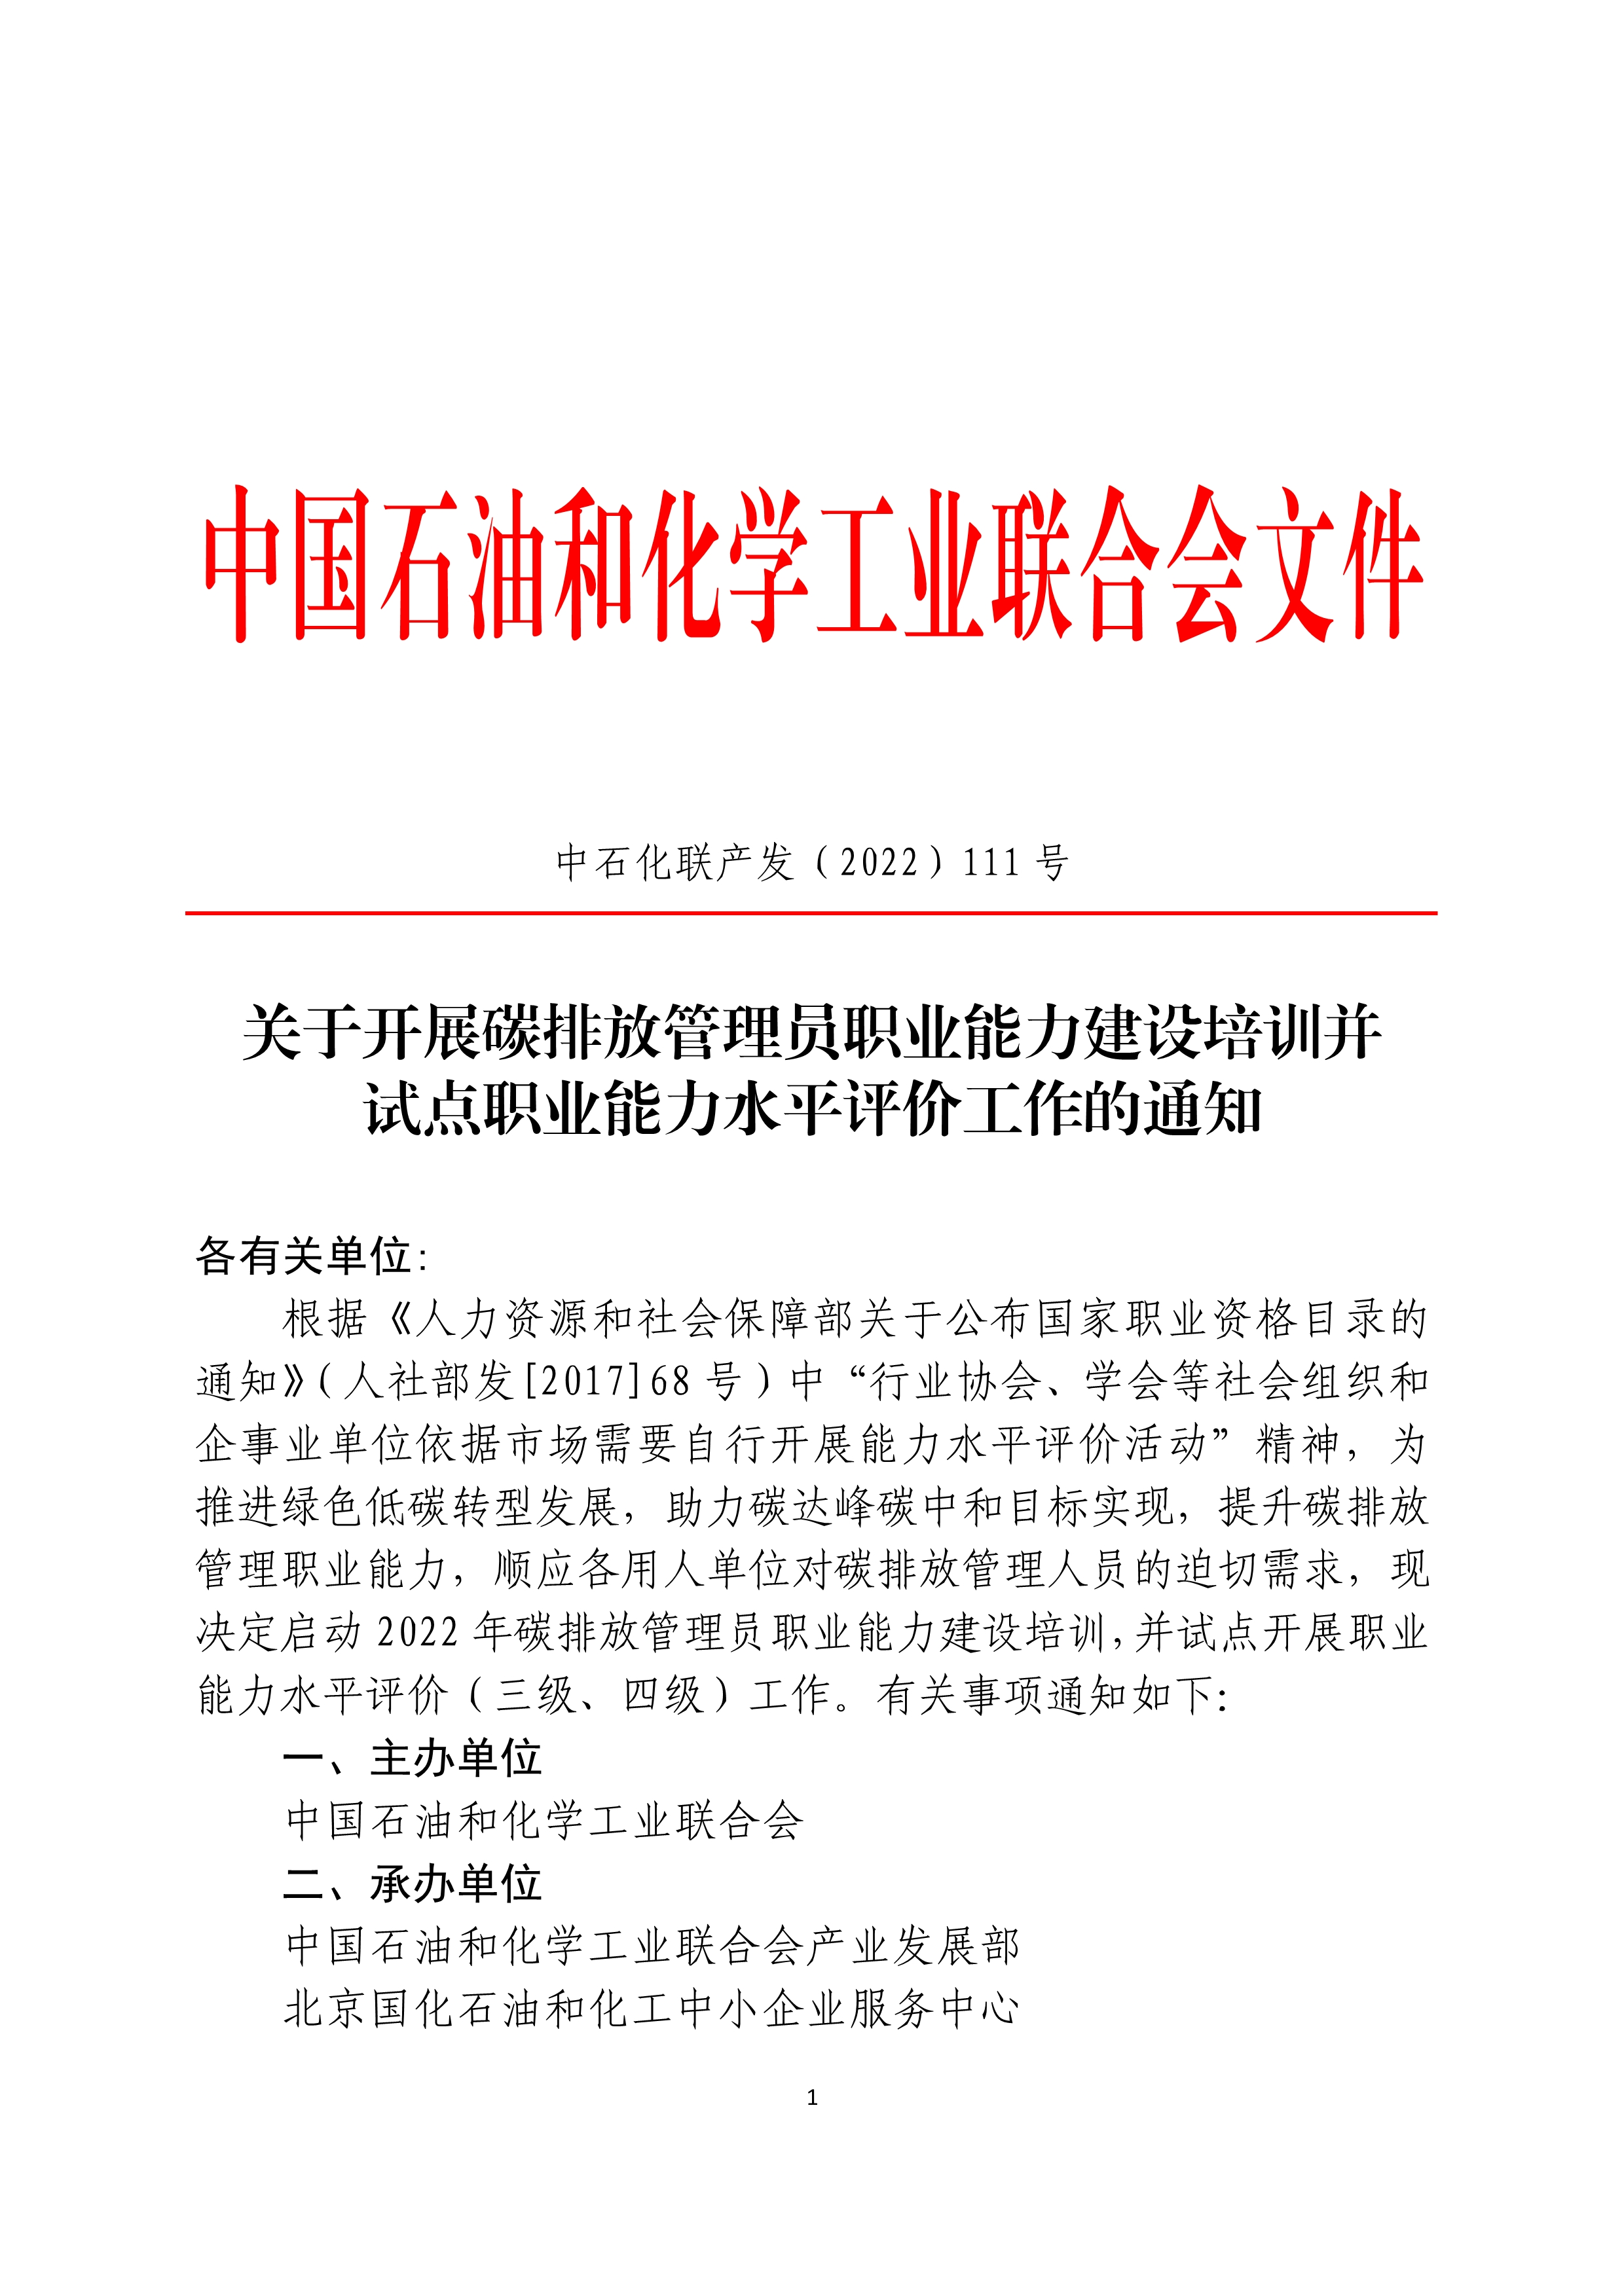 中国石油和化学工业联合会文件
中石化联产发（2022）111 号
关于开展碳排放管理员职业能力建设培训并
试点职业能力水平评价工作的通知
各有关单位：
根据《人力资源和社会保障部关于公布国家职业资格目录的
通知》（人社部发[2017]68 号）中“行业协会、学会等社会组织和
企事业单位依据市场需要自行开展能力水平评价活动”精神，为
推进绿色低碳转型发展，助力碳达峰碳中和目标实现，提升碳排放
管理职业能力，顺应各用人单位对碳排放管理人员的迫切需求，现
决定启动 2022 年碳排放管理员职业能力建设培训，并试点开展职业
能力水平评价（三级、四级）工作。有关事项通知如下：
一、主办单位
中国石油和化学工业联合会
二、承办单位
中国石油和化学工业联合会产业发展部
北京国化石油和化工中小企业服务中心
1